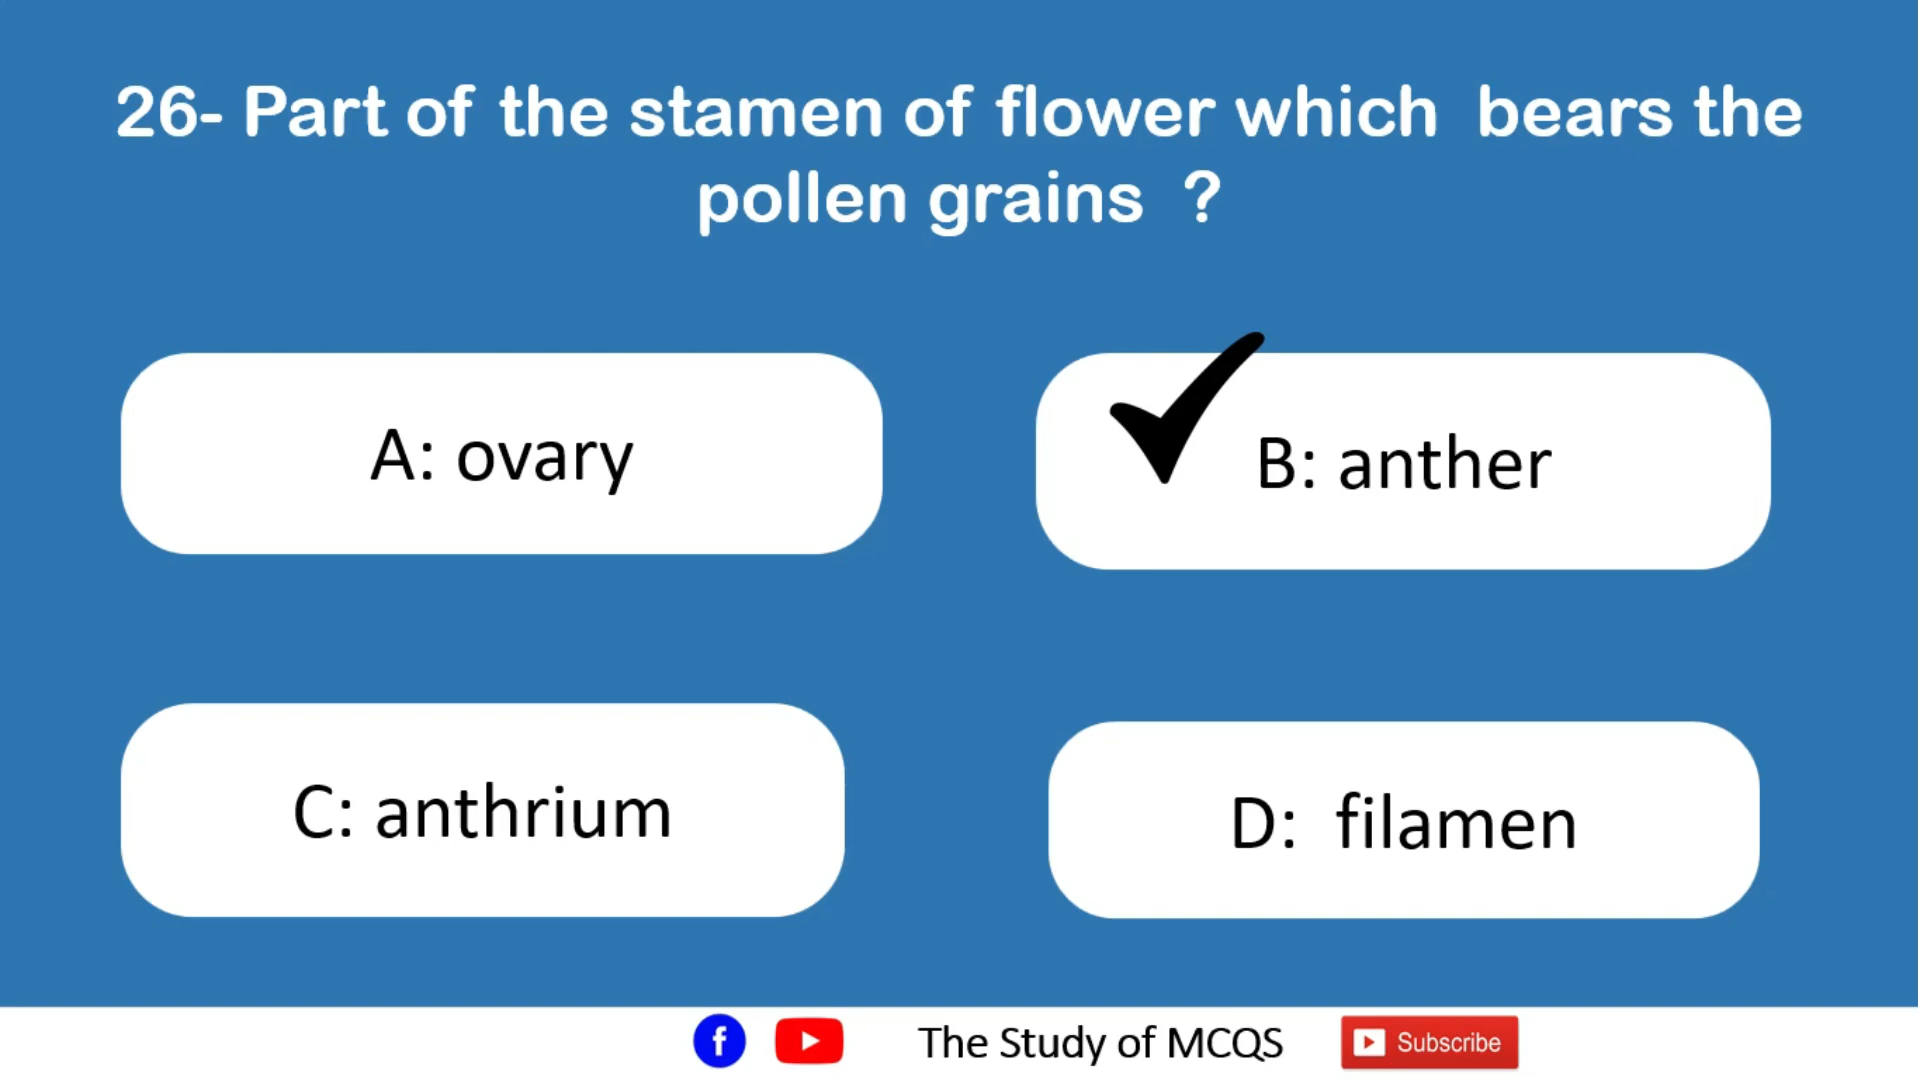 26- Part of the stamen of flower which bears the
pollen grains ?
A: ovary
B: anther
C: anthrium
D: filamen
f
The Study of MCQS
Subscribe